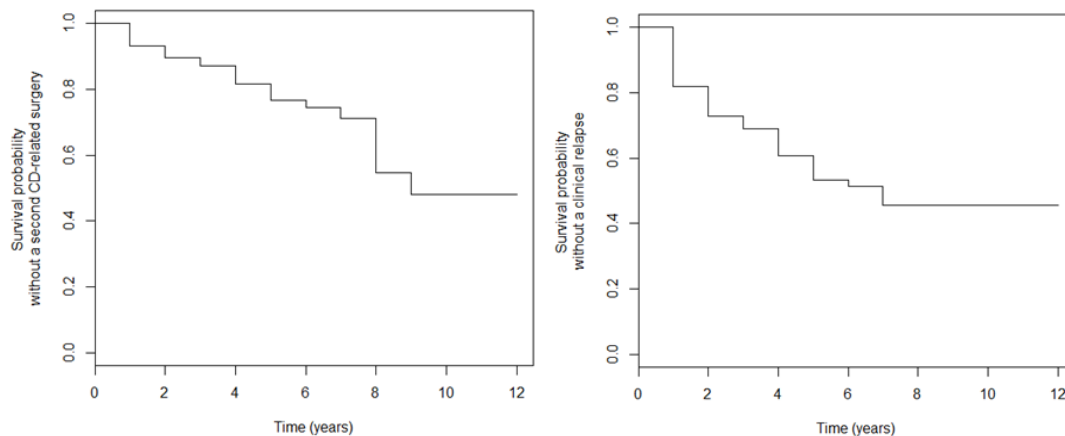 Survival probability
without a second CD-related surgery
1.0
0.8
0.6
0.4
0.2
0.0
0 2 4 6 8 10 12
Time (years)
Survival probability
without a clinical relapse
1.0
0.8
0.6
0.4
0.2
0.0
0 2 4 6 8 10 12
Time (years)